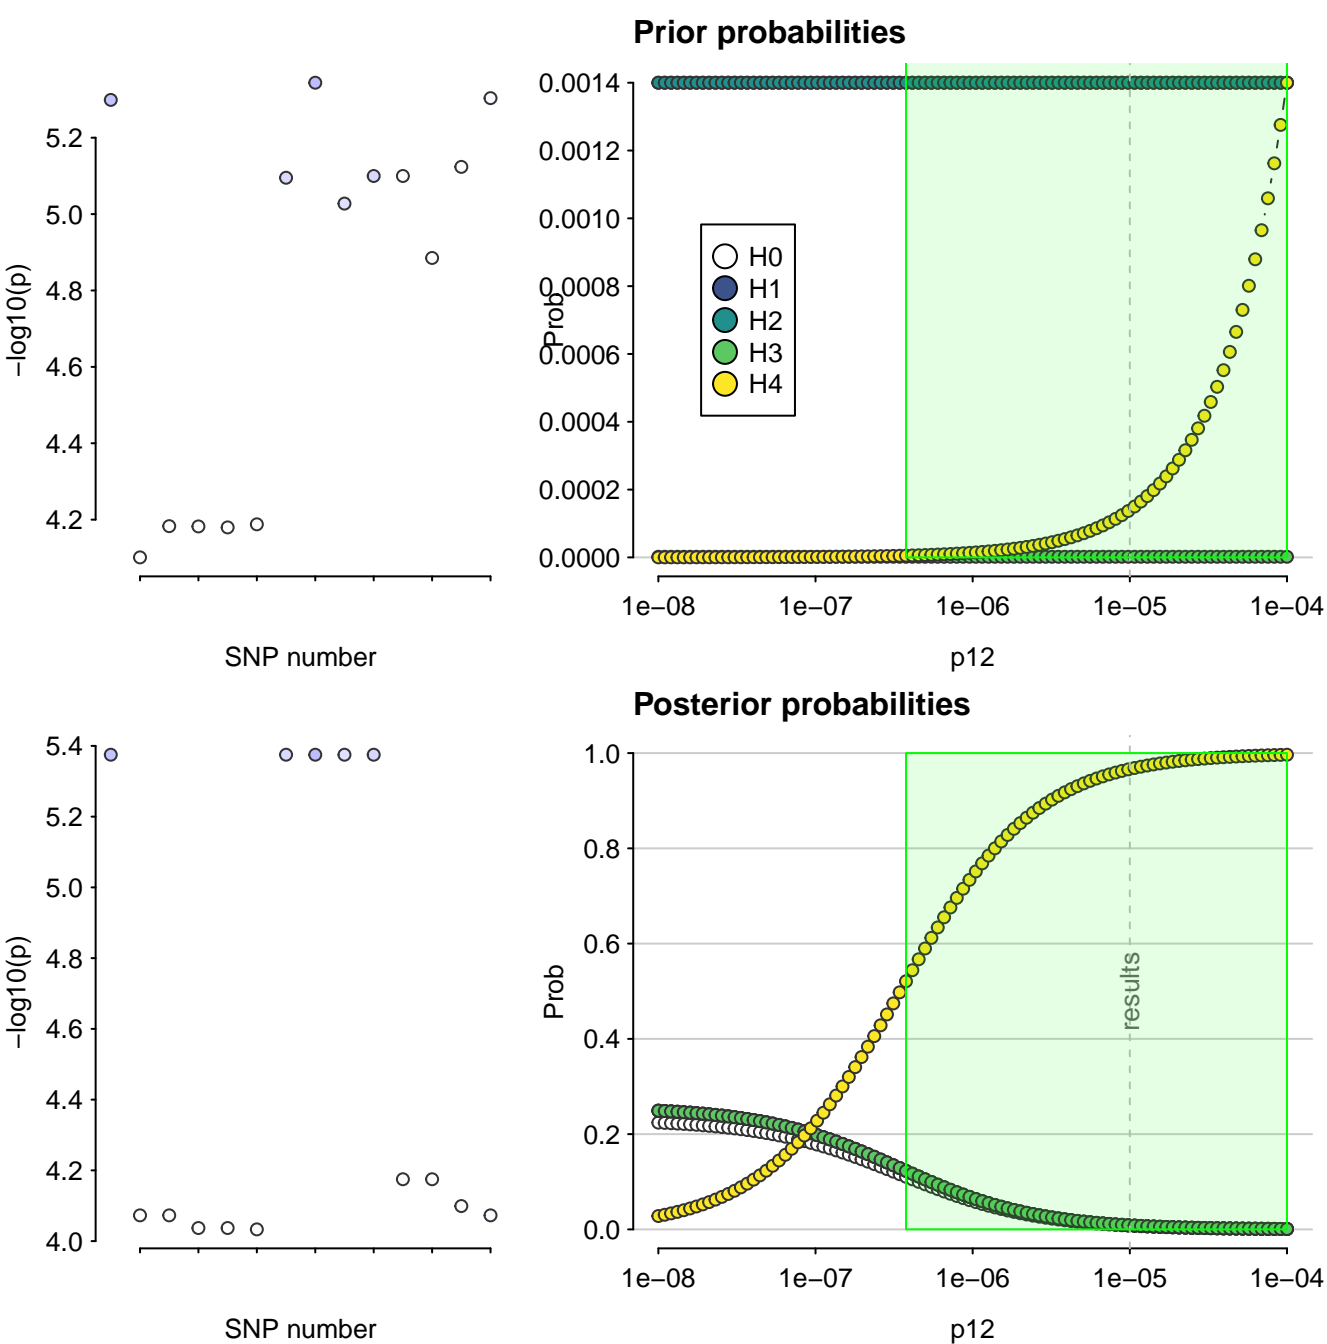 Prior probabilities
5.2
5.0
4.8
4.6
4.4
4.2
−log10(p)
SNP number
0.0014
0.0012
0.0010
0.0008
0.0006
0.0004
0.0002
0.0000
Prob
H0
H1
H2
H3
H4
1e−08
1e−07
1e−06
1e−05
1e−04
p12
Posterior probabilities
5.4
5.2
5.0
4.8
4.6
4.4
4.2
4.0
−log10(p)
SNP number
1.0
0.8
0.6
0.4
0.2
0.0
Prob
results
1e−08
1e−07
1e−06
1e−05
1e−04
p12